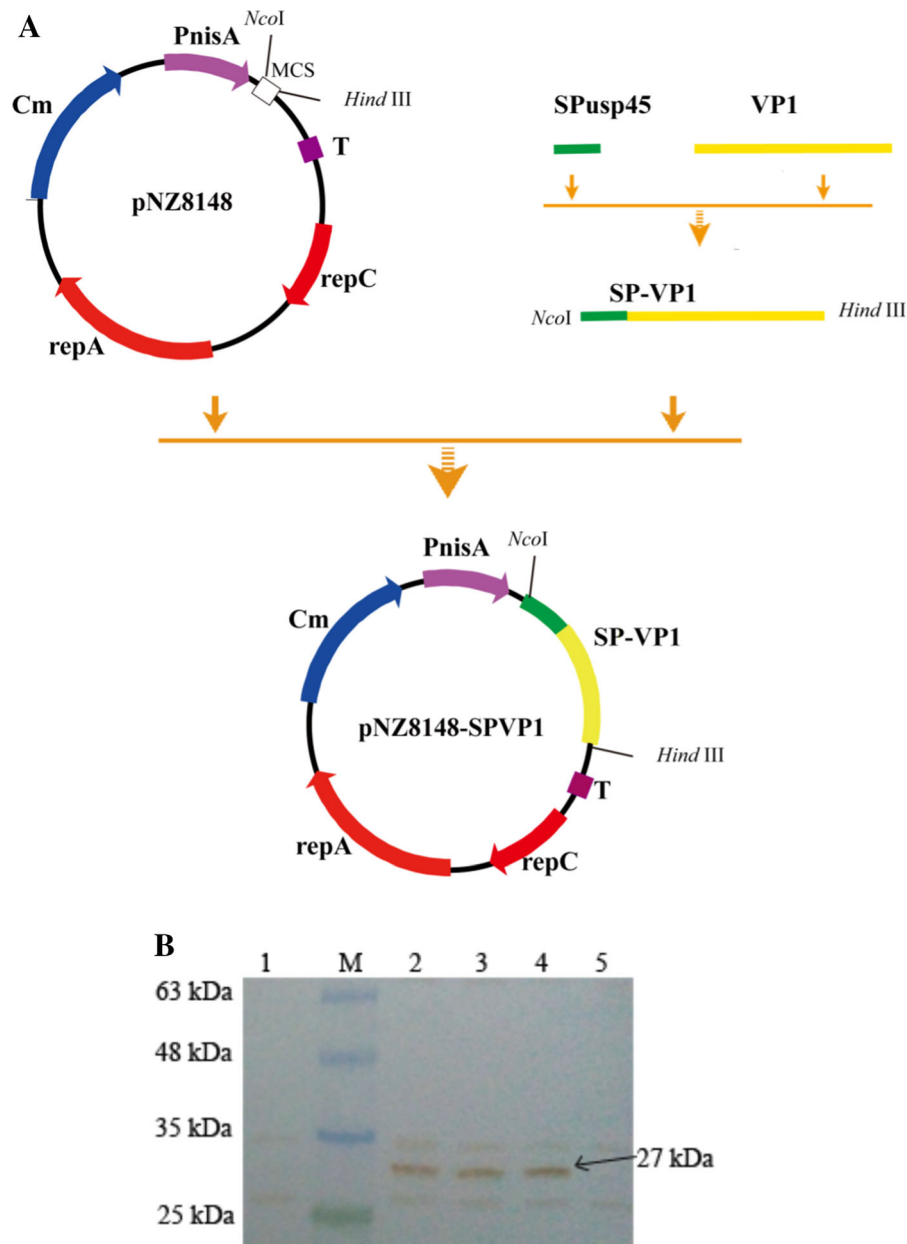 A
NcoI
PnisA
MCS
Hind III
Cm
T
pNZ8148
repC
repA
SPusp45
VP1
SP-VP1
NcoI
Hind III
PnisA
NcoI
Cm
SP-VP1
pNZ8148-SPVP1
Hind III
T
repA
repC
B
1 M 2 3 4 5
63 kDa
48 kDa
35 kDa
27 kDa
25 kDa